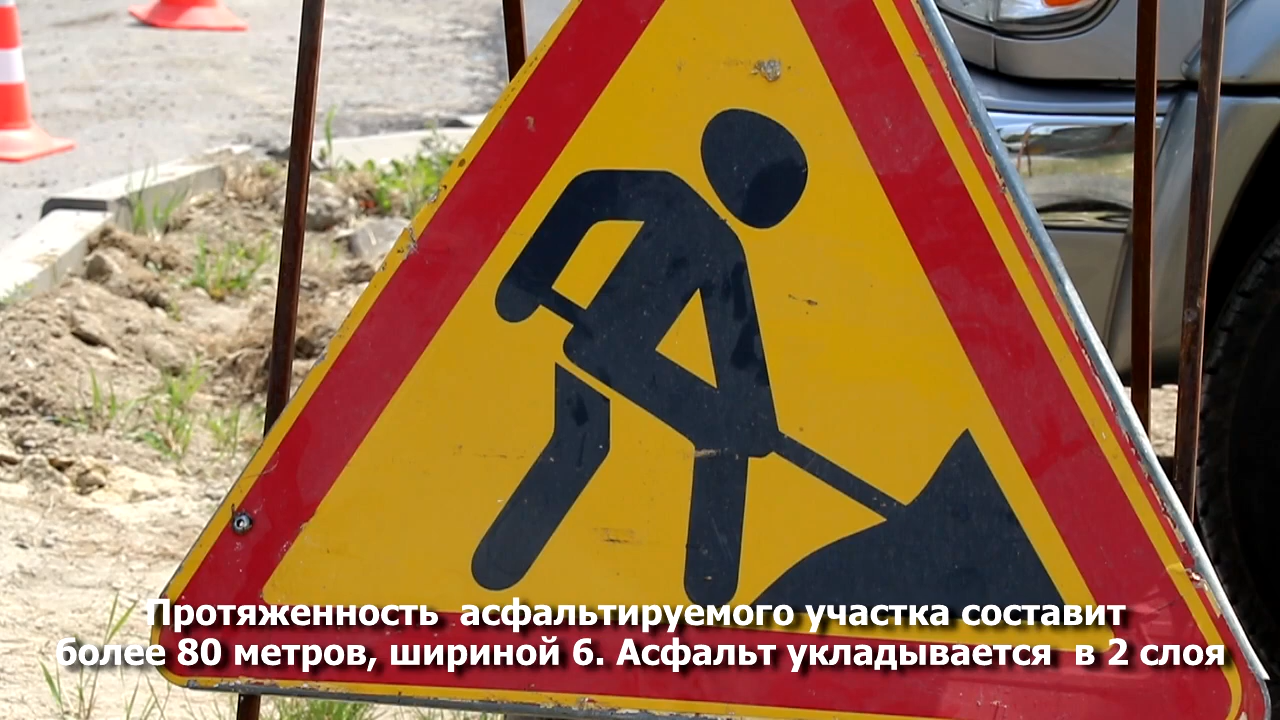 Протяженность асфальтируемого участка составит
более 80 метров, шириной 6. Асфальт укладывается в 2 слоя